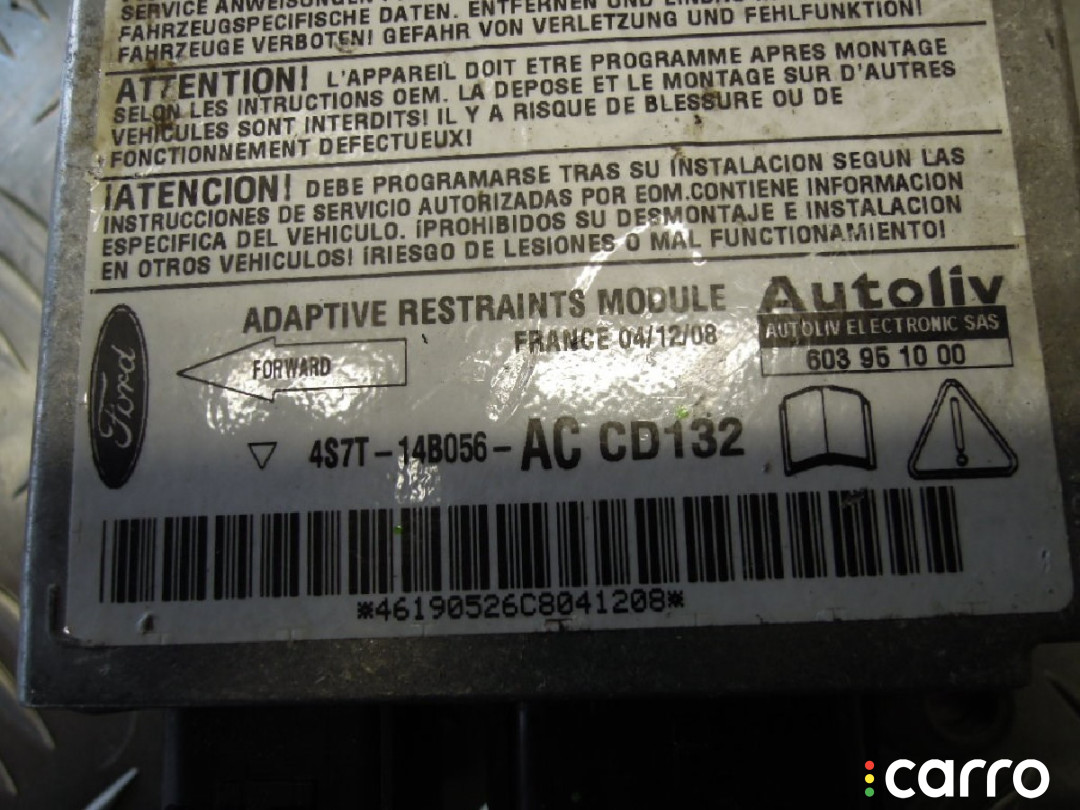 SERVICE ANWEISUNGEN
FAHRZEUGSPECIFISCHE DATEN. ENTFERNEN UND EINBAU
FAHRZEUGE VERBOTEN! GEFAHR VON VERLETZUNG UND FEHLFUNKTION!
ATTENTION! L'APPAREIL DOIT ETRE PROGRAMME APRES MONTAGE
SELON LES INTRUCTIONS OEM. LA DEPOSE ET LE MONTAGE SUR D'AUTRES
VEHICULES SONT INTERDITS! IL Y A RISQUE DE BLESSURE OU DE
FONCTIONNEMENT DEFECTUEUX!
¡ATENCION! DEBE PROGRAMARSE TRAS SU INSTALACION SEGUN LAS
INSTRUCCIONES DE SERVICIO AUTORIZADAS POR EOM.CONTIENE INFORMACION
ESPECIFICA DEL VEHICULO. ¡PROHIBIDOS SU DESMONTAJE E INSTALACION
EN OTROS VEHICULOS! ¡RIESGO DE LESIONES O MAL FUNCTIONAMIENTO!
ADAPTIVE RESTRAINTS MODULE
FRANCE 04/12/08
Autoliv
AUTOLIV ELECTRONIC SAS
603 95 10 00
Ford
FORWARD
4S7T-14B056-AC CD132
*46190526C8041208*
carro